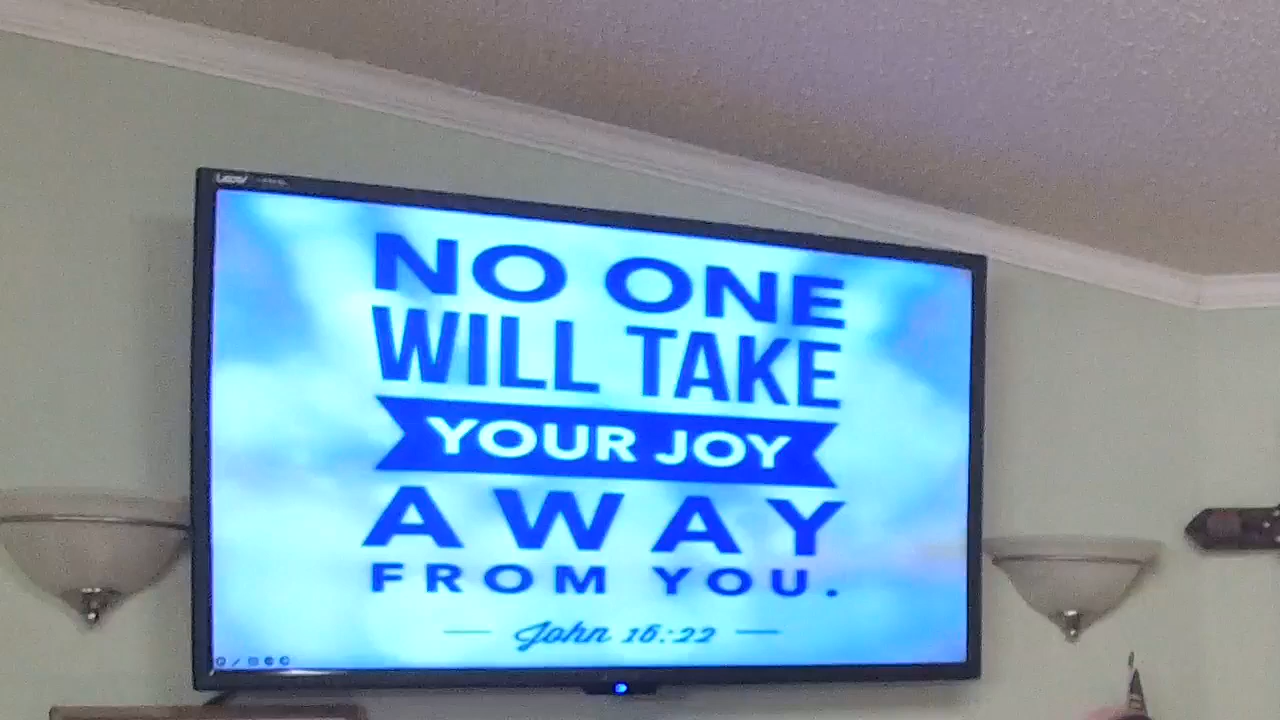 NO ONE
WILL TAKE
YOUR JOY
AWAY
FROM YOU.
John 16:22